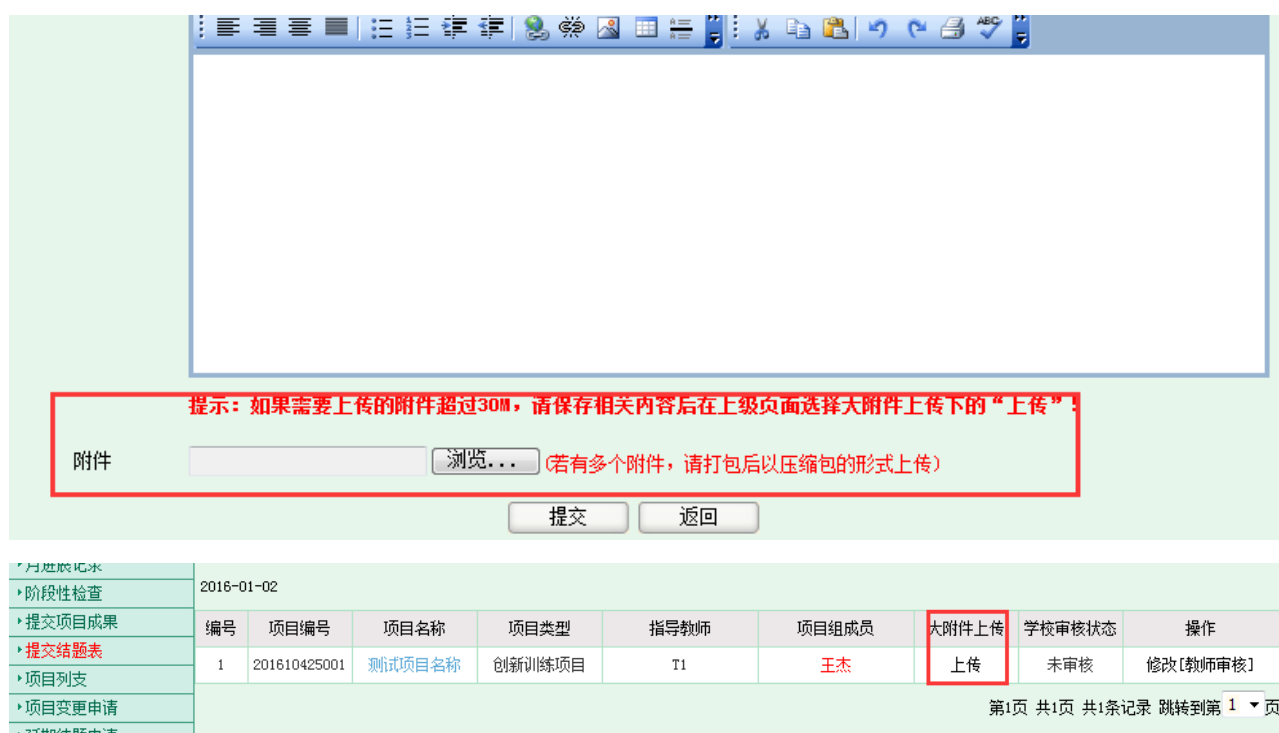 提示：如果需要上传的附件超过30M，请保存相关内容后在上级页面选择大附件上传下的“上传”！
附件 浏览... (若有多个附件，请打包后以压缩包的形式上传)
提交 返回
月进展记录
阶段性检查 2016-01-02
提交项目成果 编号 项目编号 项目名称 项目类型 指导教师 项目组成员 大附件上传 学校审核状态 操作
提交结题表 1 201610425001 测试项目名称 创新训练项目 T1 王杰 上传 未审核 修改[教师审核]
项目列支
项目变更申请 第1页 共1页 共1条记录 跳转到第 1 页